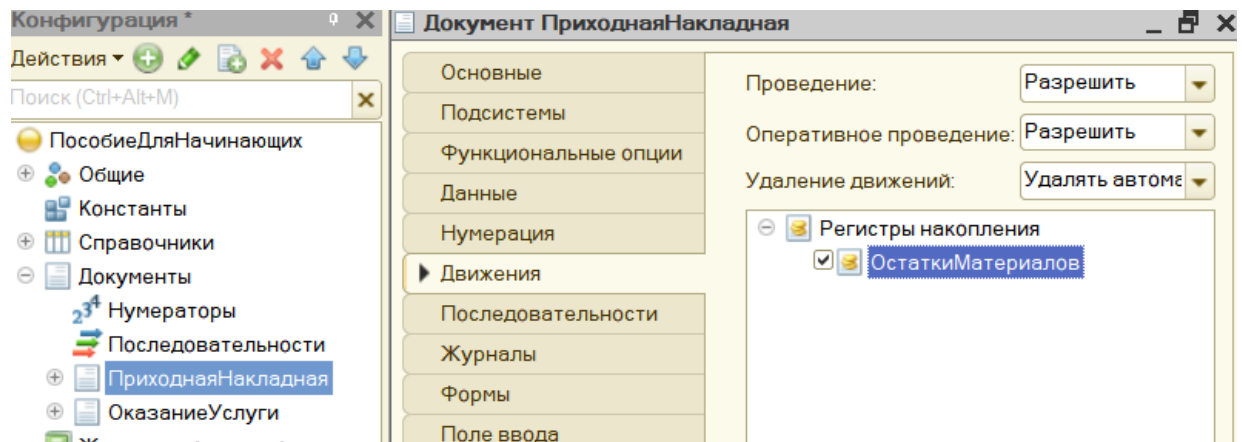 Конфигурация *
Действия
Поиск (Ctrl+Alt+M)
ПособиеДляНачинающих
Общие
Константы
Справочники
Документы
Нумераторы
Последовательности
ПриходнаяНакладная
ОказаниеУслуги
Документ ПриходнаяНакладная
Основные
Подсистемы
Функциональные опции
Данные
Нумерация
Движения
Последовательности
Журналы
Формы
Поле ввода
Проведение: Разрешить
Оперативное проведение: Разрешить
Удаление движений: Удалять автома
Регистры накопления
ОстаткиМатериалов